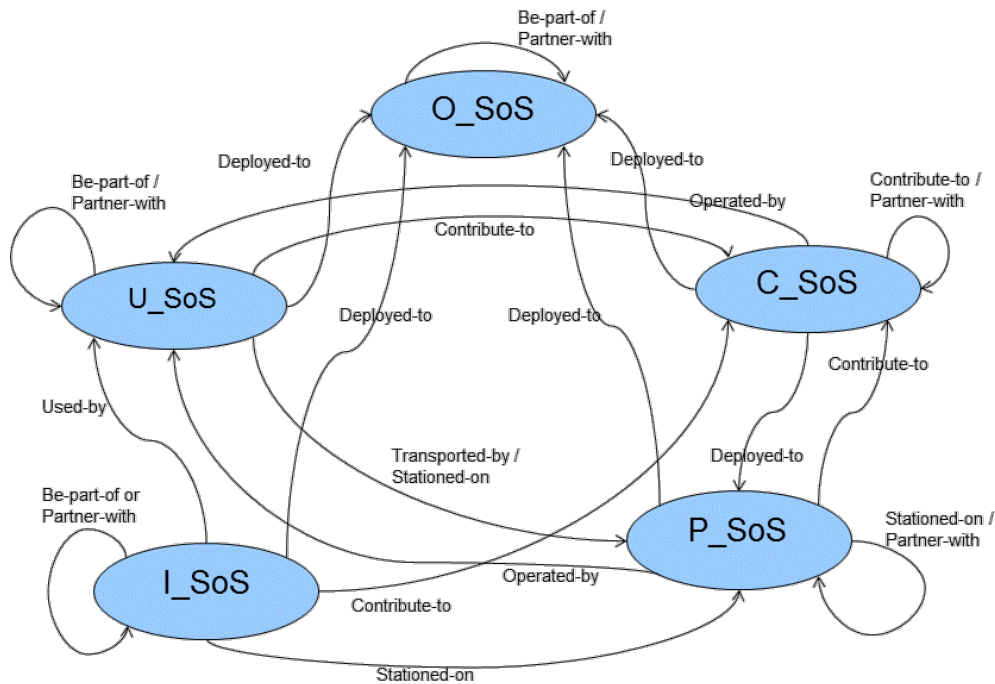 Be-part-of /
Partner-with
O_SoS
Deployed-to
Deployed-to
Be-part-of /
Partner-with
Contribute-to /
Partner-with
Operated-by
Contribute-to
U_SoS
C_SoS
Deployed-to
Deployed-to
Contribute-to
Used-by
Transported-by /
Stationed-on
Deployed-to
Be-part-of or
Partner-with
P_SoS
Stationed-on /
Partner-with
I_SoS
Operated-by
Contribute-to
Stationed-on